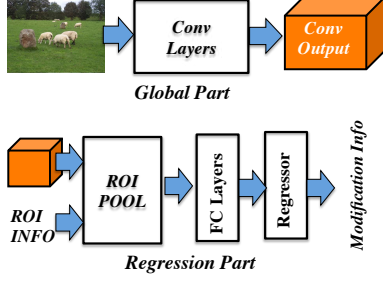 Conv
Layers
Conv
Output
Global Part
ROI
POOL
FC Layers
Regressor
Modification Info
ROI
INFO
Regression Part